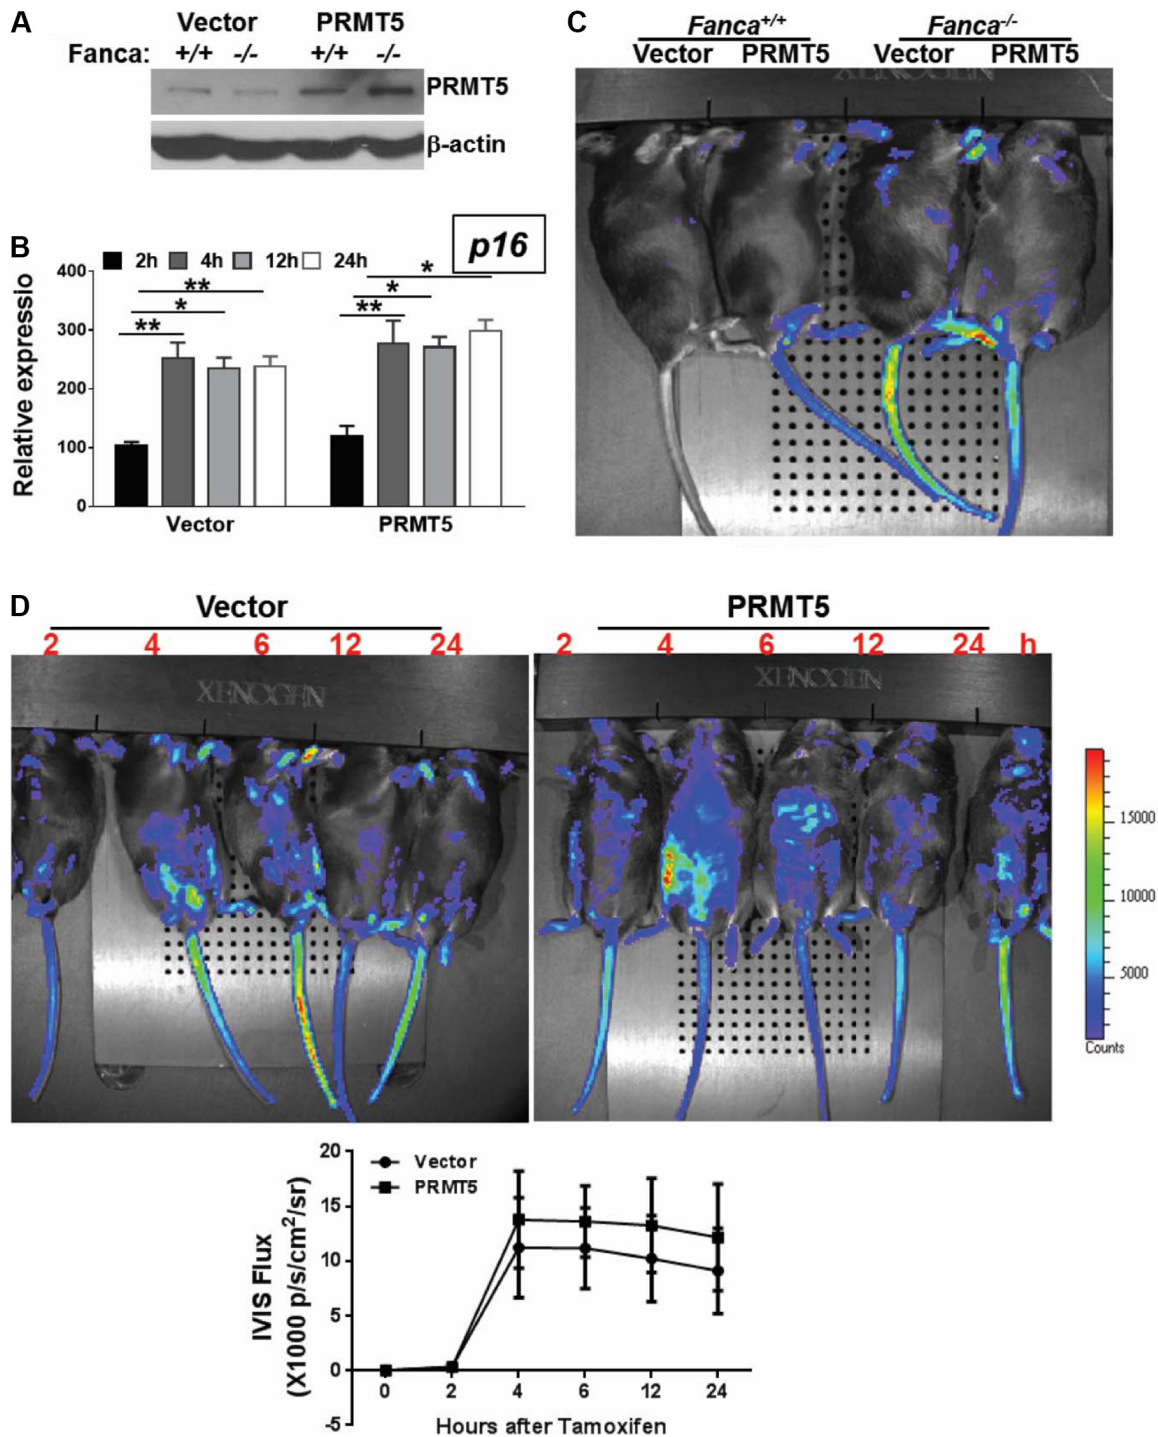 A
Vector PRMT5
Fanca: +/+ -/- +/+ -/-
PRMT5
β-actin
B
p16
2h 4h 12h 24h
Relative expressio
400
300
200
100
0
** * **
** * *
Vector PRMT5
C
Fanca+/+ Fanca-/-
Vector PRMT5 Vector PRMT5
XENOGEN
D
Vector PRMT5
2 4 6 12 24 2 4 6 12 24 h
XENOGEN XENOGEN
15000
10000
5000
Counts
20
15
10
5
0
-5
Vector
PRMT5
IVIS Flux
(X1000 p/s/cm2/sr)
0 2 4 6 12 24
Hours after Tamoxifen